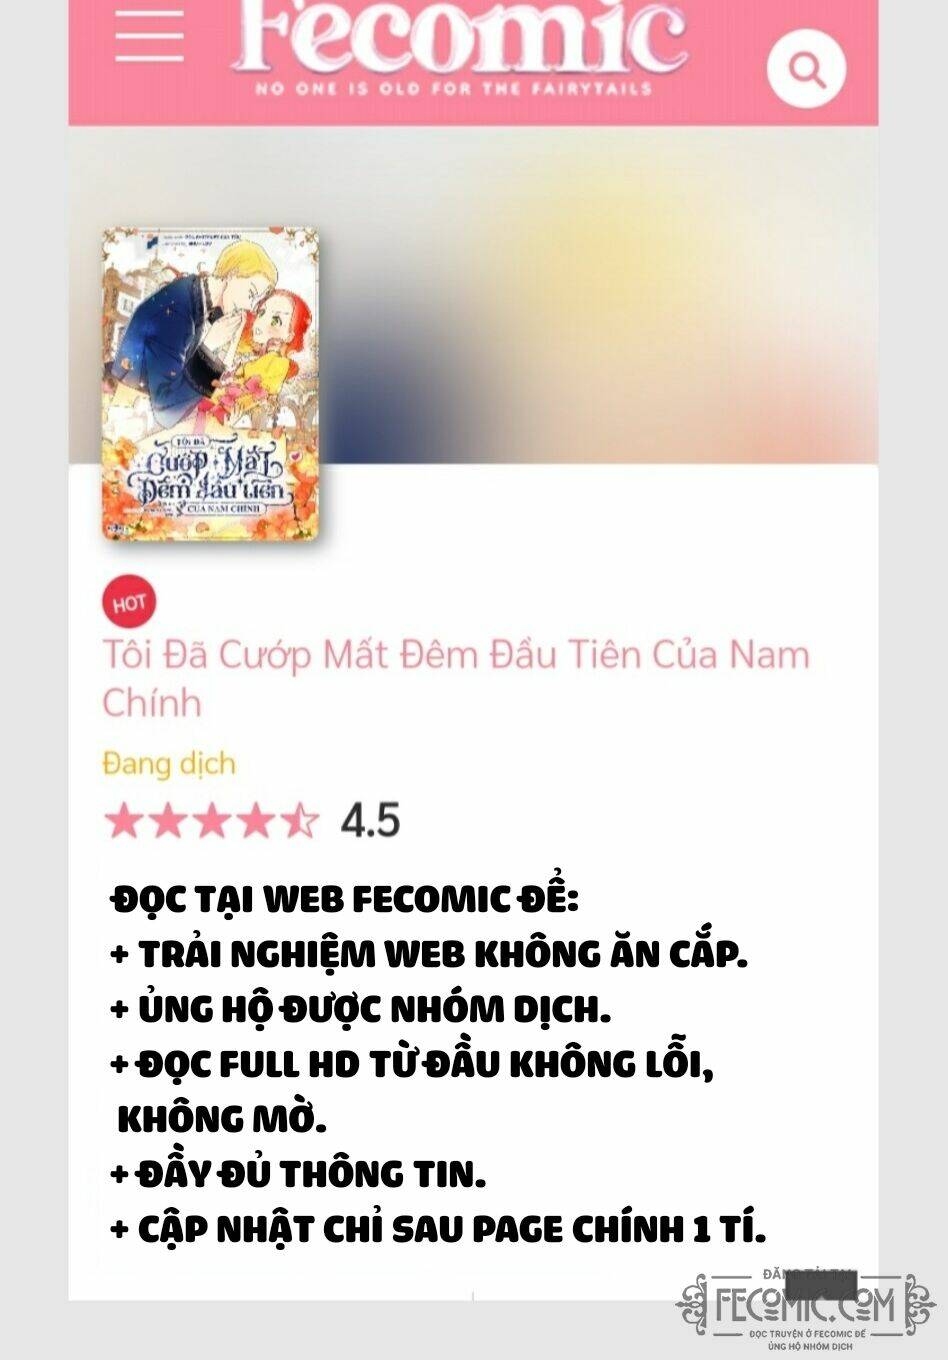 Fecomic
NO ONE IS OLD FOR THE FAIRYTAILS
TÔI ĐÃ
CƯỚP MẤT
ĐÊM ĐẦU TIÊN
CỦA NAM CHÍNH
HOT
Tôi Đã Cướp Mất Đêm Đầu Tiên Của Nam
Chính
Đang dịch
4.5
ĐỌC TẠI WEB FECOMIC ĐỂ:
+ TRẢI NGHIỆM WEB KHÔNG ĂN CẮP.
+ ỦNG HỘ ĐƯỢC NHÓM DỊCH.
+ ĐỌC FULL HD TỪ ĐẦU KHÔNG LỖI,
KHÔNG MỜ.
+ ĐẦY ĐỦ THÔNG TIN.
+ CẬP NHẬT CHỈ SAU PAGE CHÍNH 1 TÍ.
ĐĂNG TẢI TẠI
FECOMIC.COM
ĐỌC TRUYỆN Ở FECOMIC ĐỂ
ỦNG HỘ NHÓM DỊCH